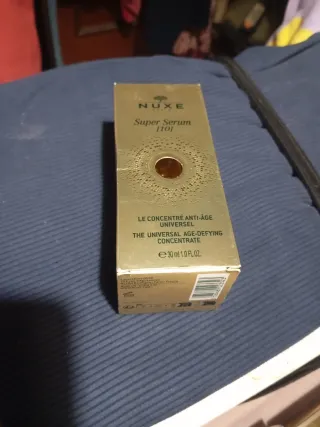 NUXE
Super Serum
[10]
LE CONCENTRÉ ANTI-ÂGE
UNIVERSEL
THE UNIVERSAL AGE-DEFYING
CONCENTRATE
℮ 30 ml 1.0 FL.OZ.